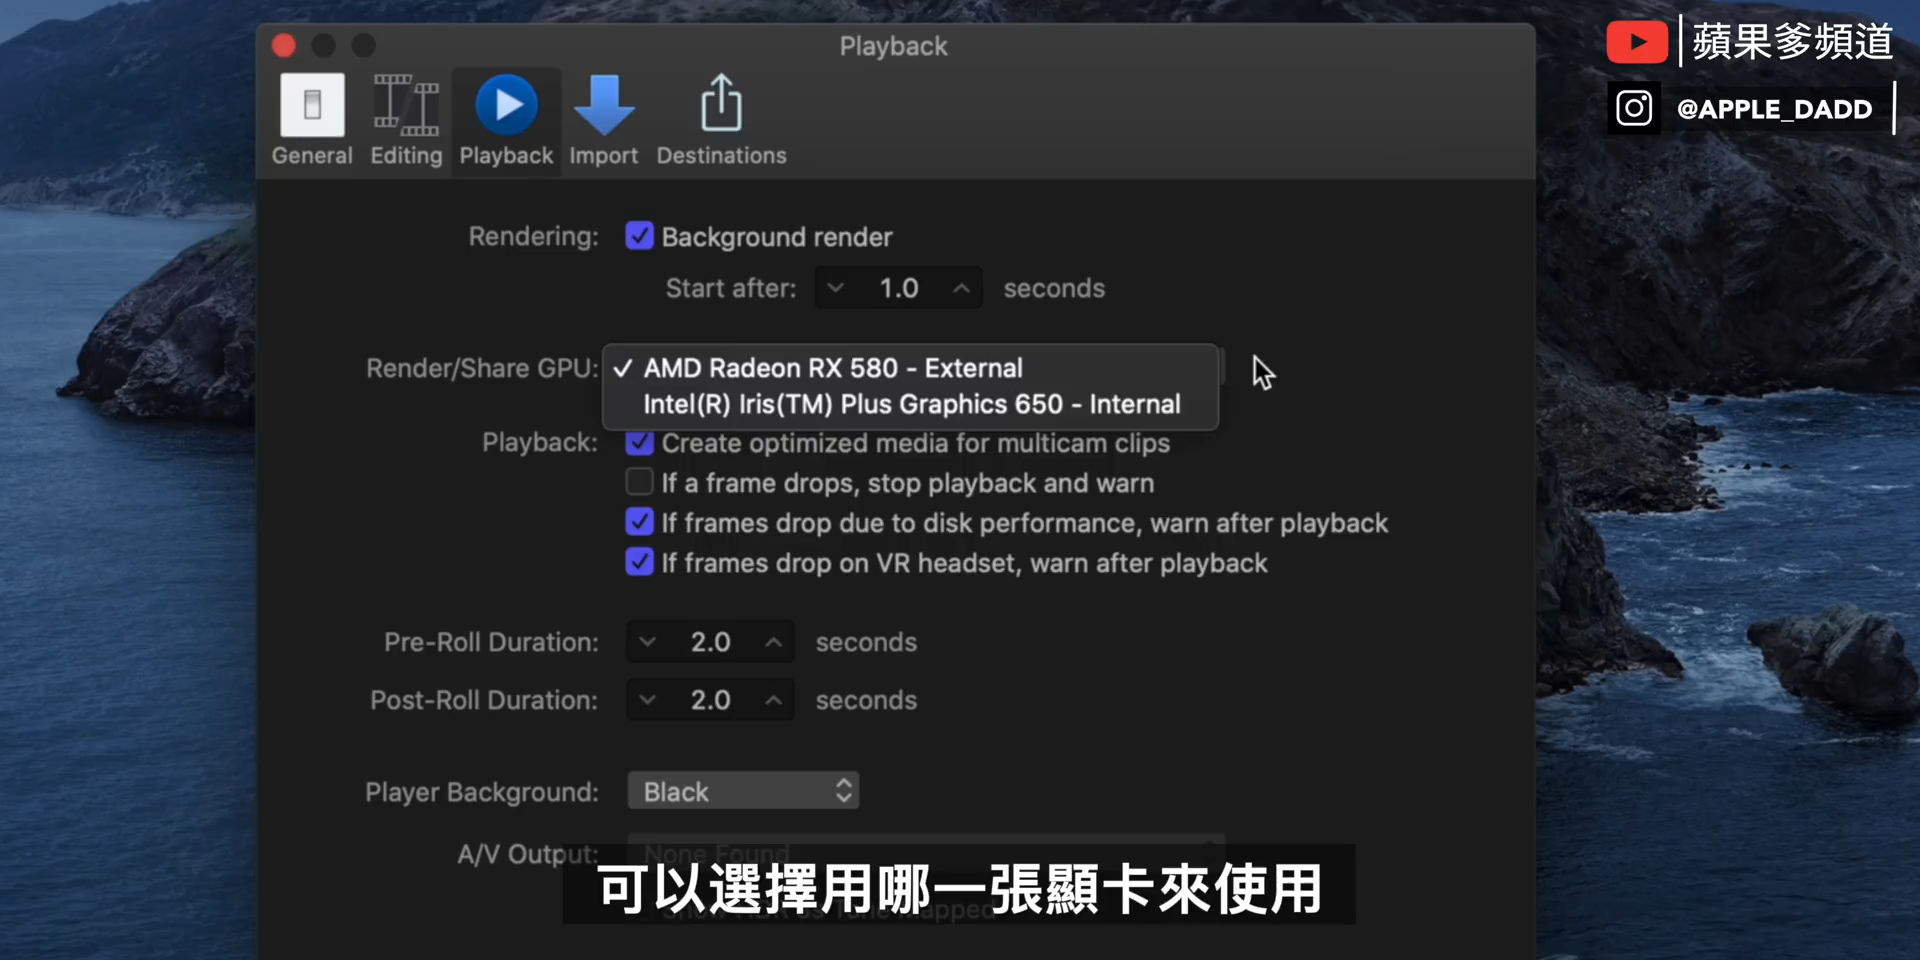 Playback
蘋果爹頻道
@APPLE_DADD
General Editing Playback Import Destinations
Rendering: Background render
Start after: 1.0 seconds
Render/Share GPU: AMD Radeon RX 580 - External
Intel(R) Iris(TM) Plus Graphics 650 - Internal
Playback: Create optimized media for multicam clips
If a frame drops, stop playback and warn
If frames drop due to disk performance, warn after playback
If frames drop on VR headset, warn after playback
Pre-Roll Duration: 2.0 seconds
Post-Roll Duration: 2.0 seconds
Player Background: Black
A/V Output: None Found
可以選擇用哪一張顯卡來使用